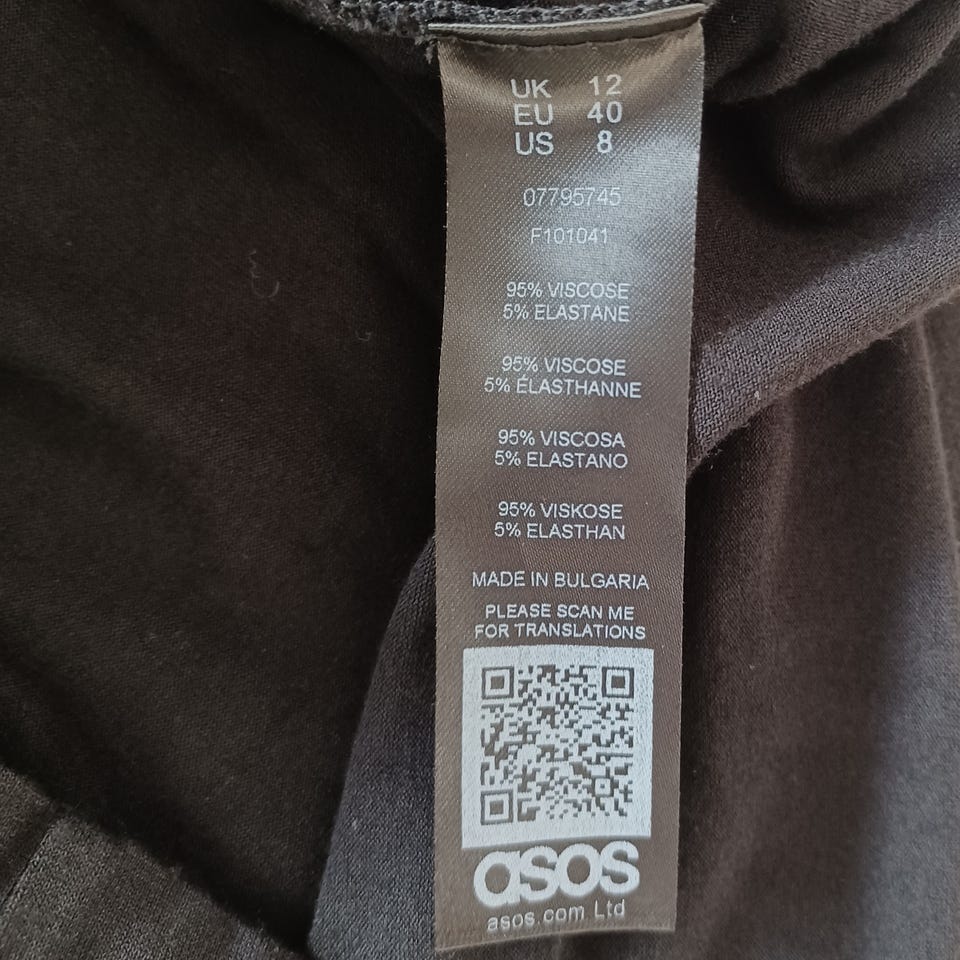 UK 12
EU 40
US 8
07795745
F101041
95% VISCOSE
5% ELASTANE
95% VISCOSE
5% ÉLASTHANNE
95% VISCOSA
5% ELASTANO
95% VISKOSE
5% ELASTHAN
MADE IN BULGARIA
PLEASE SCAN ME
FOR TRANSLATIONS
asos
asos.com Ltd